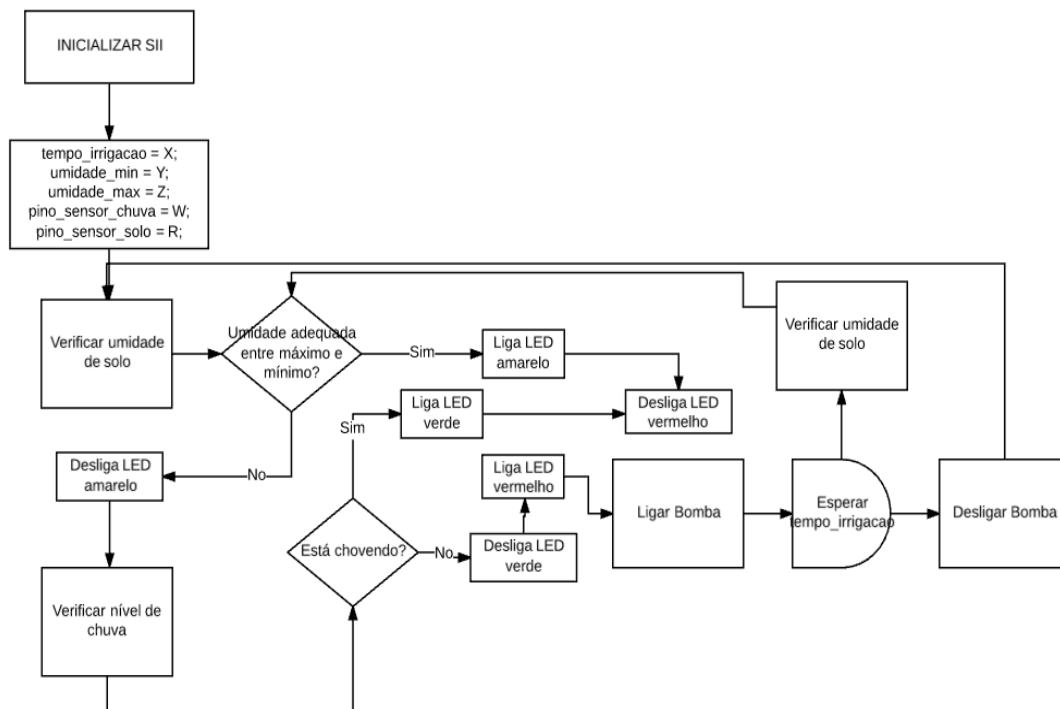 INICIALIZAR SII
tempo_irrigacao = X;
umidade_min = Y;
umidade_max = Z;
pino_sensor_chuva = W;
pino_sensor_solo = R;
Verificar umidade
de solo
Umidade adequada
entre máximo e
mínimo?
Sim
Liga LED
amarelo
Verificar umidade
de solo
Liga LED
verde
Desliga LED
vermelho
Sim
No
Desliga LED
amarelo
Liga LED
vermelho
Ligar Bomba
Esperar
tempo_irrigacao
Desligar Bomba
Está chovendo?
No
Desliga LED
verde
Verificar nível de
chuva